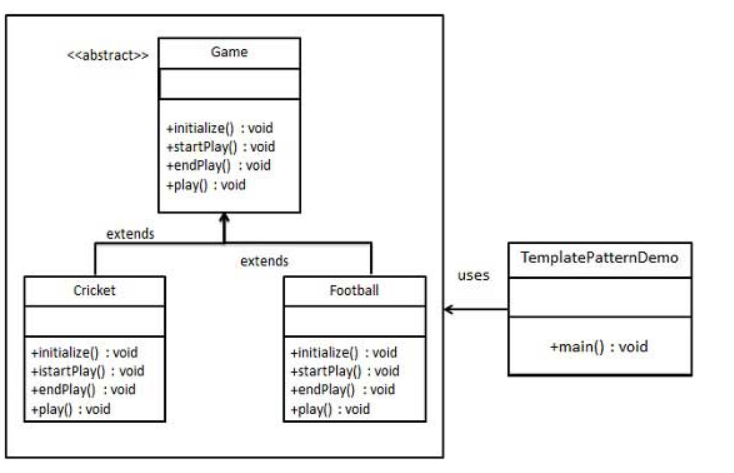 <<abstract>>
Game
+initialize() : void
+startPlay() : void
+endPlay() : void
+play() : void
extends
extends
Cricket
+initialize() : void
+istartPlay() : void
+endPlay() : void
+play() : void
Football
+initialize() : void
+startPlay() : void
+endPlay() : void
+play() : void
uses
TemplatePatternDemo
+main() : void